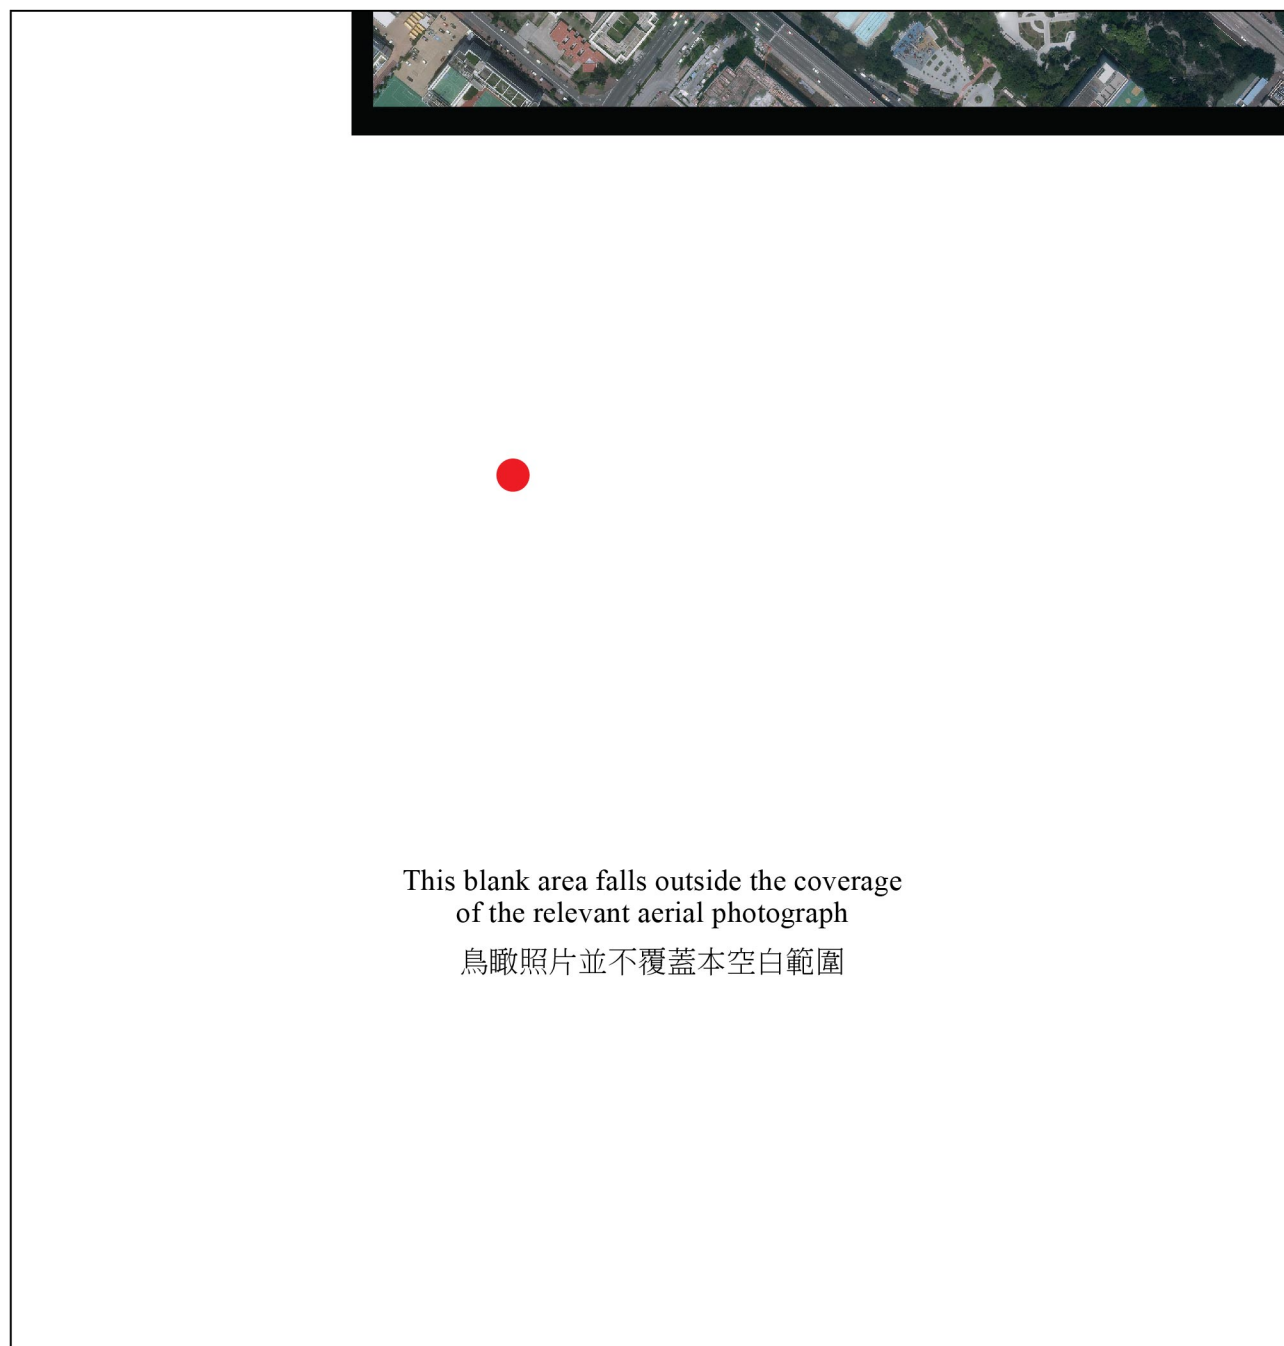 This blank area falls outside the coverage
of the relevant aerial photograph
鳥瞰照片並不覆蓋本空白範圍